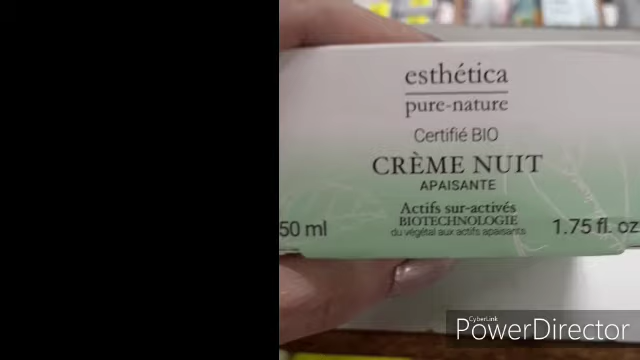 esthética
pure-nature
Certifié BIO
CRÈME NUIT
APAISANTE
Actifs sur-activés
BIOTECHNOLOGIE
du végétal aux actifs apaisants
50 ml
1.75 fl. oz
CyberLink
PowerDirector